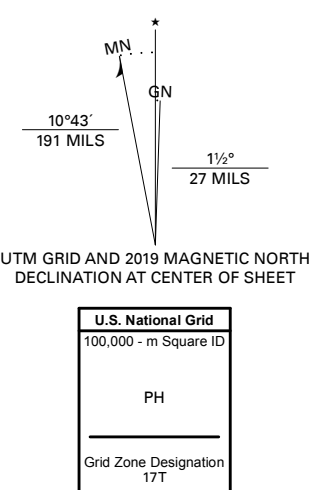 ★
MN
GN
10°43´
191 MILS
1½°
27 MILS
UTM GRID AND 2019 MAGNETIC NORTH
DECLINATION AT CENTER OF SHEET
U.S. National Grid
100,000 - m Square ID
PH
Grid Zone Designation
17T